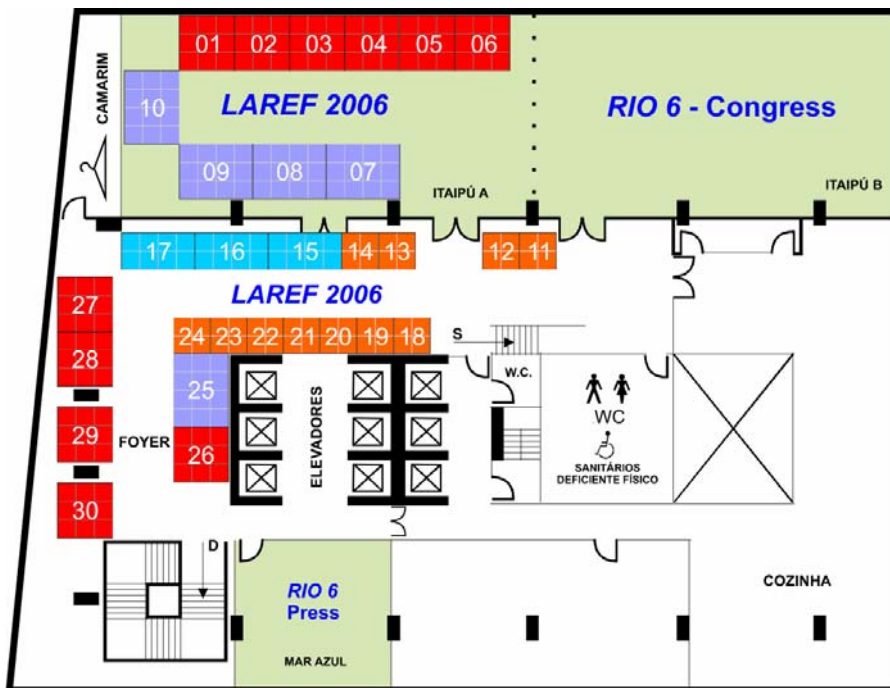 01 02 03 04 05 06
CAMARIM
10
LAREF 2006
RIO 6 - Congress
09 08 07
ITAIPÚ A
ITAIPÚ B
17 16 15 14 13 12 11
27
LAREF 2006
28
24 23 22 21 20 19 18
S
W.C.
25
ELEVADORES
WC
29
FOYER
26
SANITÁRIOS
DEFICIENTE FÍSICO
30
D
RIO 6
Press
COZINHA
MAR AZUL